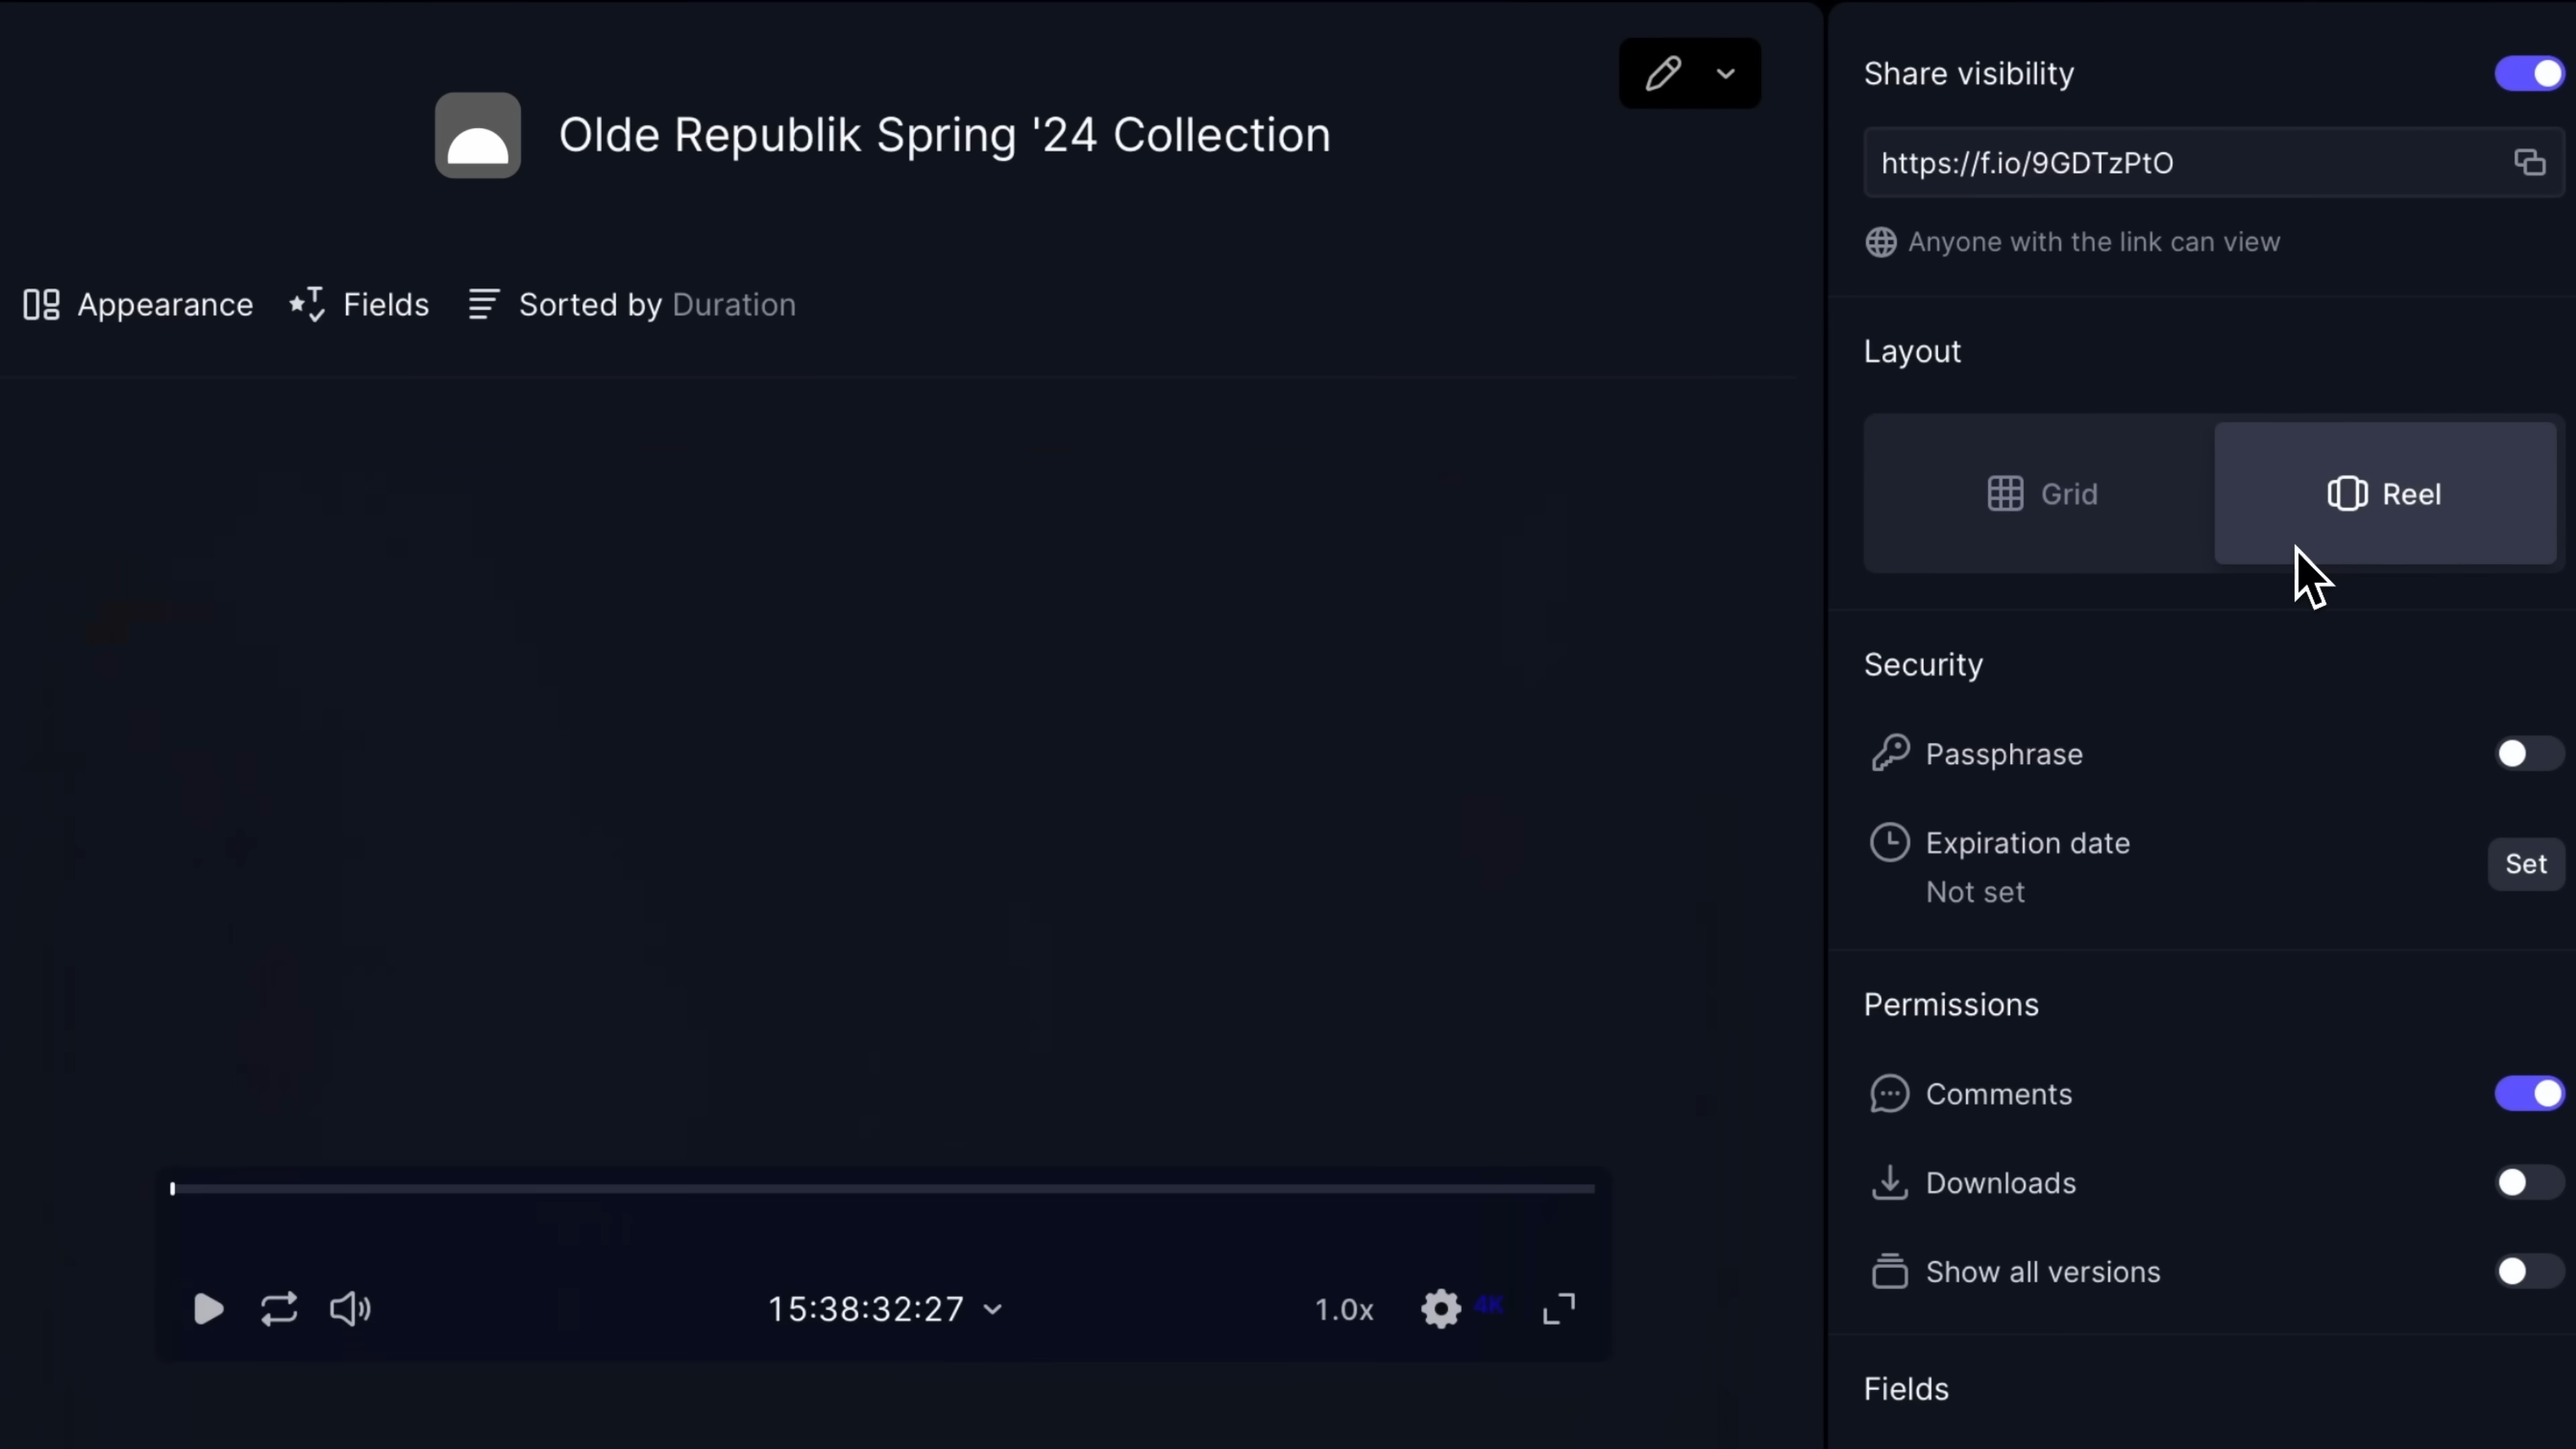 Olde Republik Spring '24 Collection
Appearance
Fields
Sorted by Duration
15:38:32:27
1.0x
4K
Share visibility
https://f.io/9GDTzPtO
Anyone with the link can view
Layout
Grid
Reel
Security
Passphrase
Expiration date
Not set
Set
Permissions
Comments
Downloads
Show all versions
Fields